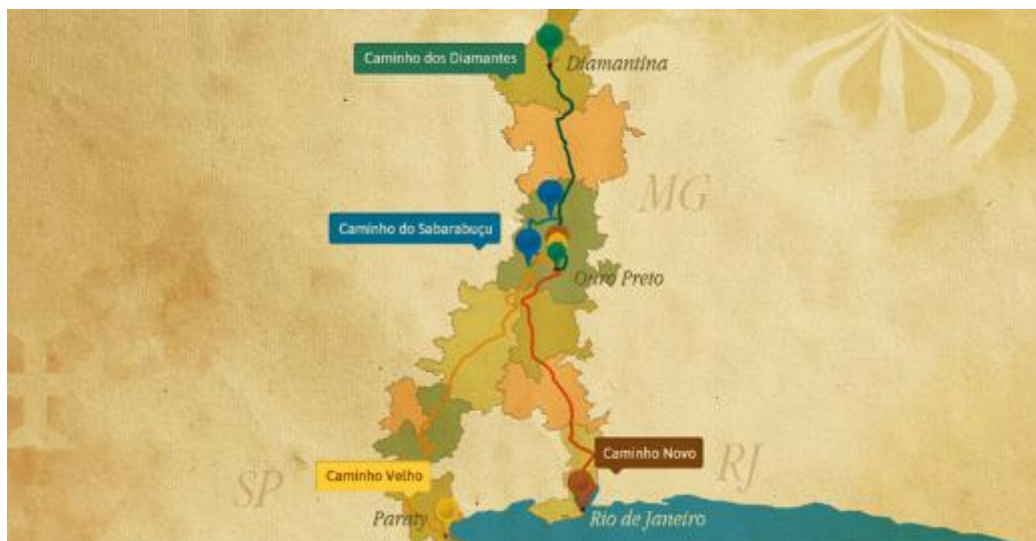 Caminho dos Diamantes
Diamantina
MG
Caminho do Sabarabuçu
Ouro Preto
Caminho Novo
RJ
SP
Caminho Velho
Paraty
Rio de Janeiro